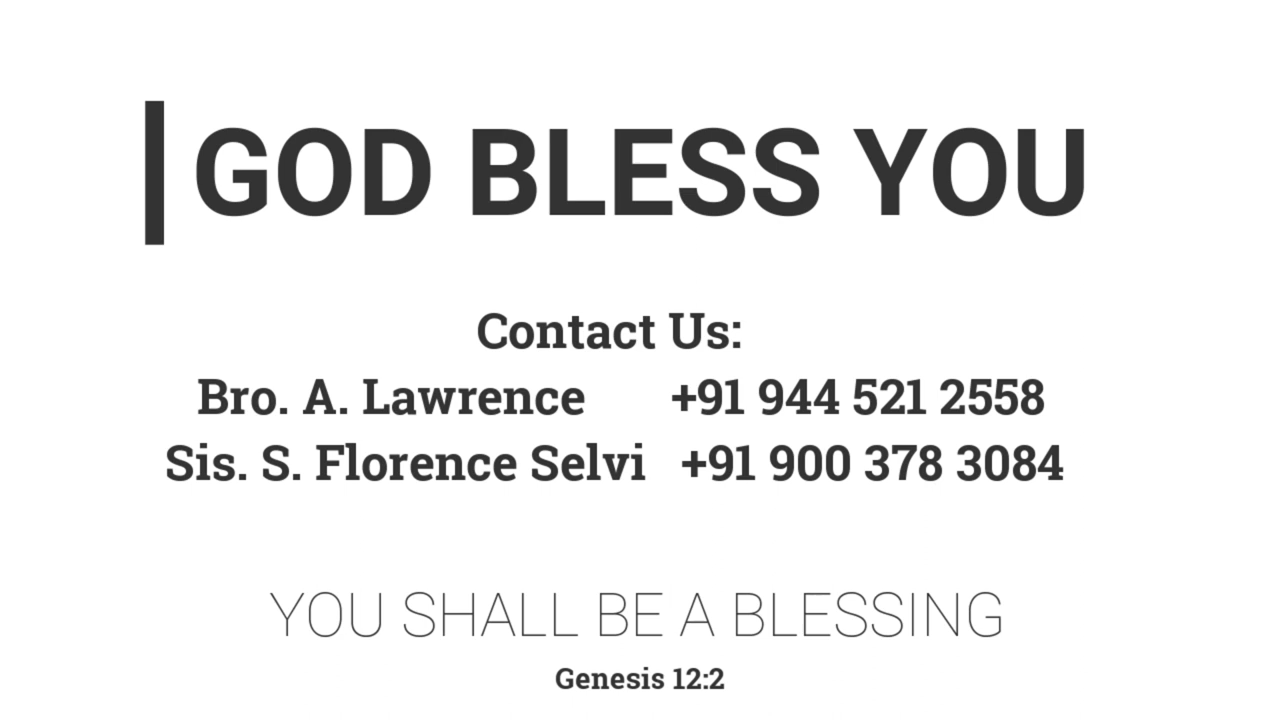 GOD BLESS YOU
Contact Us:
Bro. A. Lawrence +91 944 521 2558
Sis. S. Florence Selvi +91 900 378 3084
YOU SHALL BE A BLESSING
Genesis 12:2